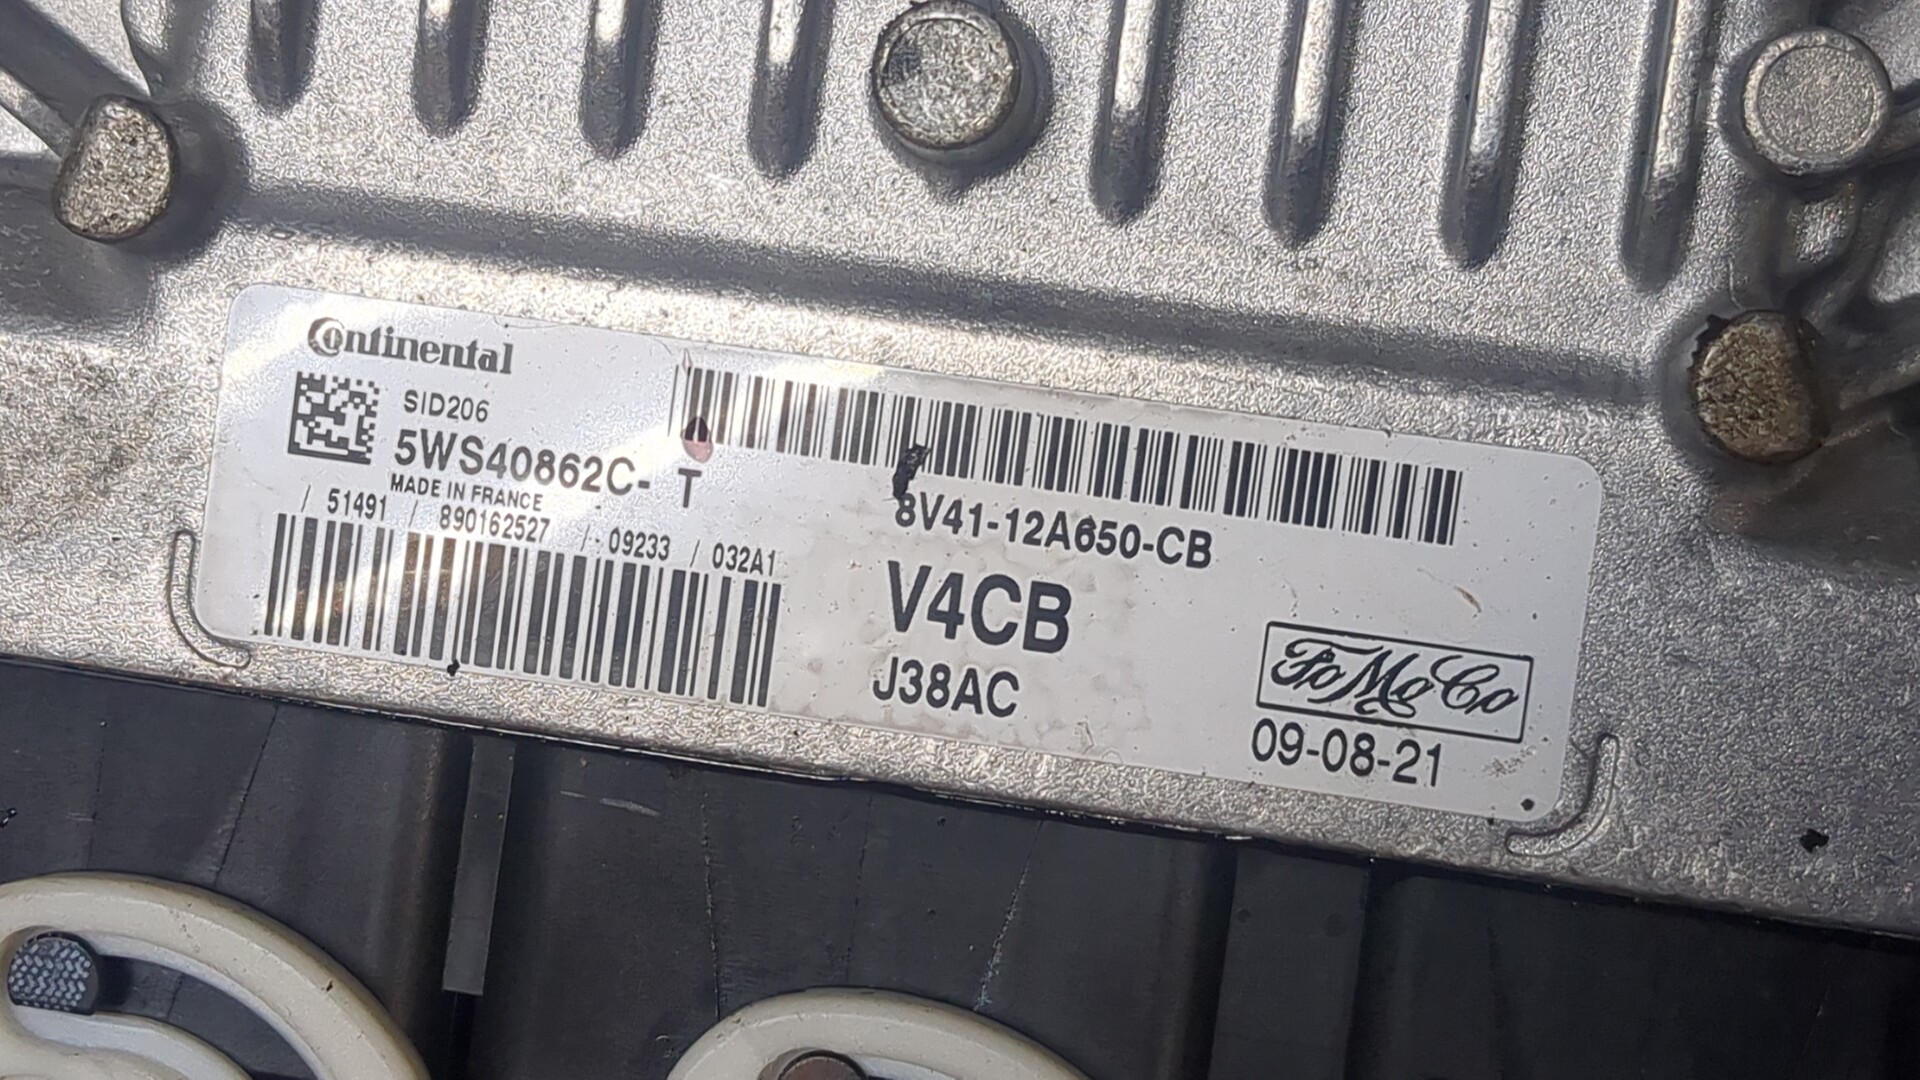 Continental
SID206
5WS40862C-T
MADE IN FRANCE
/ 51491 / 890162527 / 09233 / 032A1
8V41-12A650-CB
V4CB
J38AC
FoMoCo
09-08-21